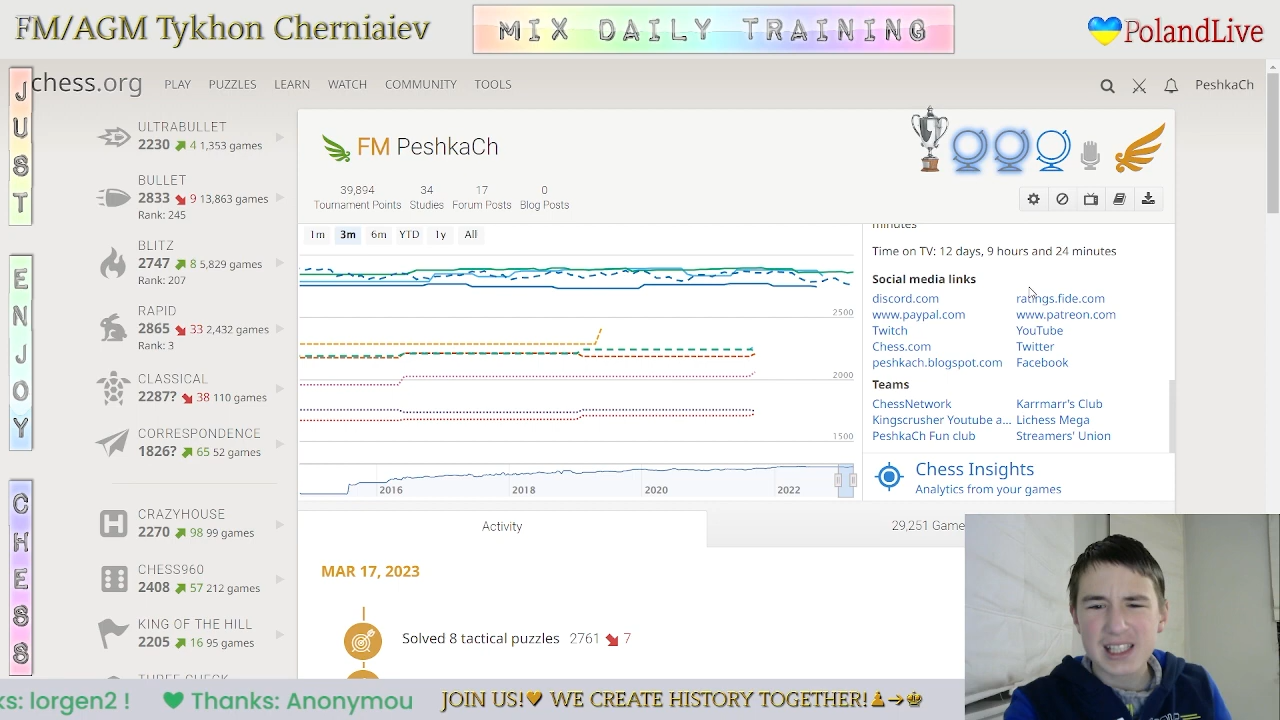 FM/AGM Tykhon Cherniaiev
MIX DAILY TRAINING
PolandLive
JUST
ENJOY
CHESS
chess.org
PLAY PUZZLES LEARN WATCH COMMUNITY TOOLS
PeshkaCh
ULTRABULLET
2230 4 1,353 games
BULLET
2833 9 13,863 games
Rank: 245
BLITZ
2747 8 5,829 games
Rank: 207
RAPID
2865 33 2,432 games
Rank: 3
CLASSICAL
2287? 38 110 games
CORRESPONDENCE
1826? 65 52 games
CRAZYHOUSE
2270 98 99 games
CHESS960
2408 57 212 games
KING OF THE HILL
2205 16 95 games
THREE-CHECK
FM PeshkaCh
39,894 34 17 0
Tournament Points Studies Forum Posts Blog Posts
1m 3m 6m YTD 1y All
2500
2000
1500
2016 2018 2020 2022
minutes
Time on TV: 12 days, 9 hours and 24 minutes
Social media links
discord.com ratings.fide.com
www.paypal.com www.patreon.com
Twitch YouTube
Chess.com Twitter
peshkach.blogspot.com Facebook
Teams
ChessNetwork Karrmarr's Club
Kingscrusher Youtube a... Lichess Mega
PeshkaCh Fun club Streamers' Union
Chess Insights
Analytics from your games
Activity 29,251 Game
MAR 17, 2023
Solved 8 tactical puzzles 2761 7
ks: lorgen2 ! Thanks: Anonymou
JOIN US! WE CREATE HISTORY TOGETHER!